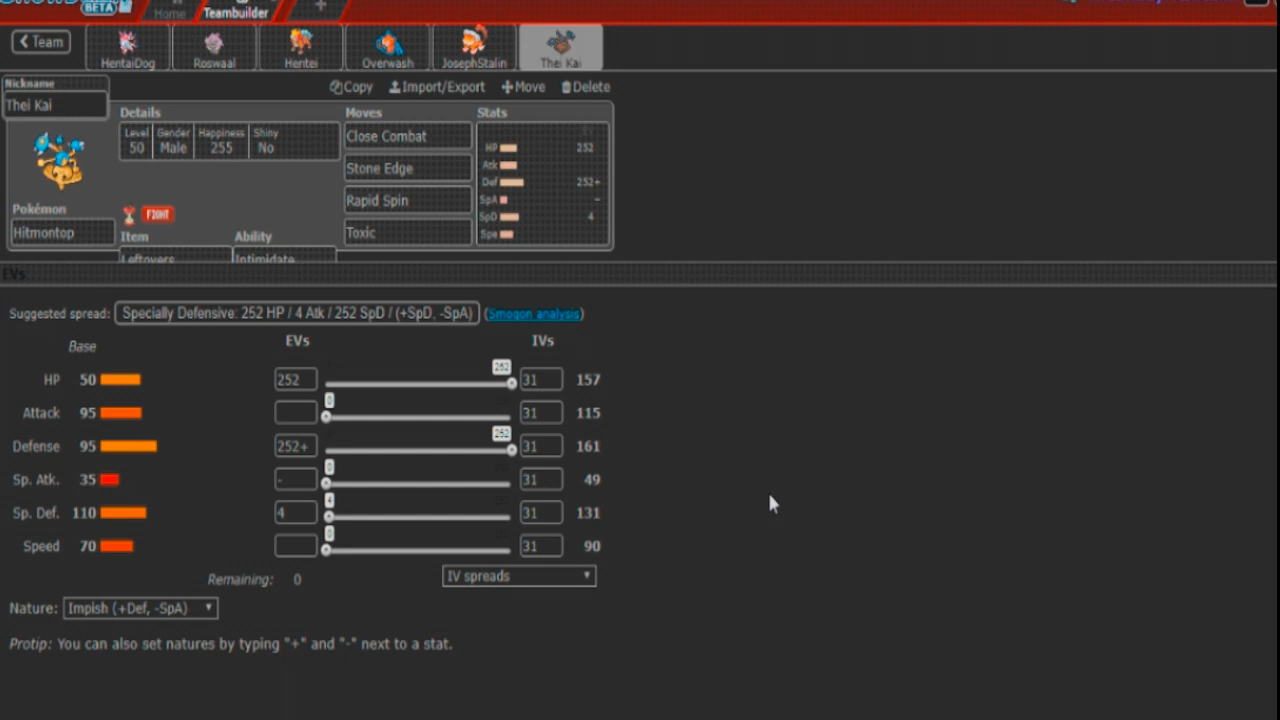 BETA
Home
Teambuilder
+
Team
HentaiDog
Roswaal
Hentei
Overwash
JosephStalin
Thei Kai
Nickname
Thei Kai
Copy Import/Export Move Delete
Details
Moves
Stats
Level Gender Happiness Shiny
50 Male 255 No
Close Combat
Stone Edge
Rapid Spin
Toxic
EV
HP 252
Atk
Def 252+
SpA -
SpD 4
Spe
Pokémon
Hitmontop
FIGHT
Item
Ability
Leftovers
Intimidate
EVs
Suggested spread: Specially Defensive: 252 HP / 4 Atk / 252 SpD / (+SpD, -SpA) (Smogon analysis)
Base EVs IVs
HP 50 252 252 31 157
Attack 95 0 31 115
Defense 95 252+ 252 31 161
Sp. Atk. 35 - 0 31 49
Sp. Def. 110 4 4 31 131
Speed 70 0 31 90
Remaining: 0
IV spreads
Nature: Impish (+Def, -SpA)
Protip: You can also set natures by typing "+" and "-" next to a stat.